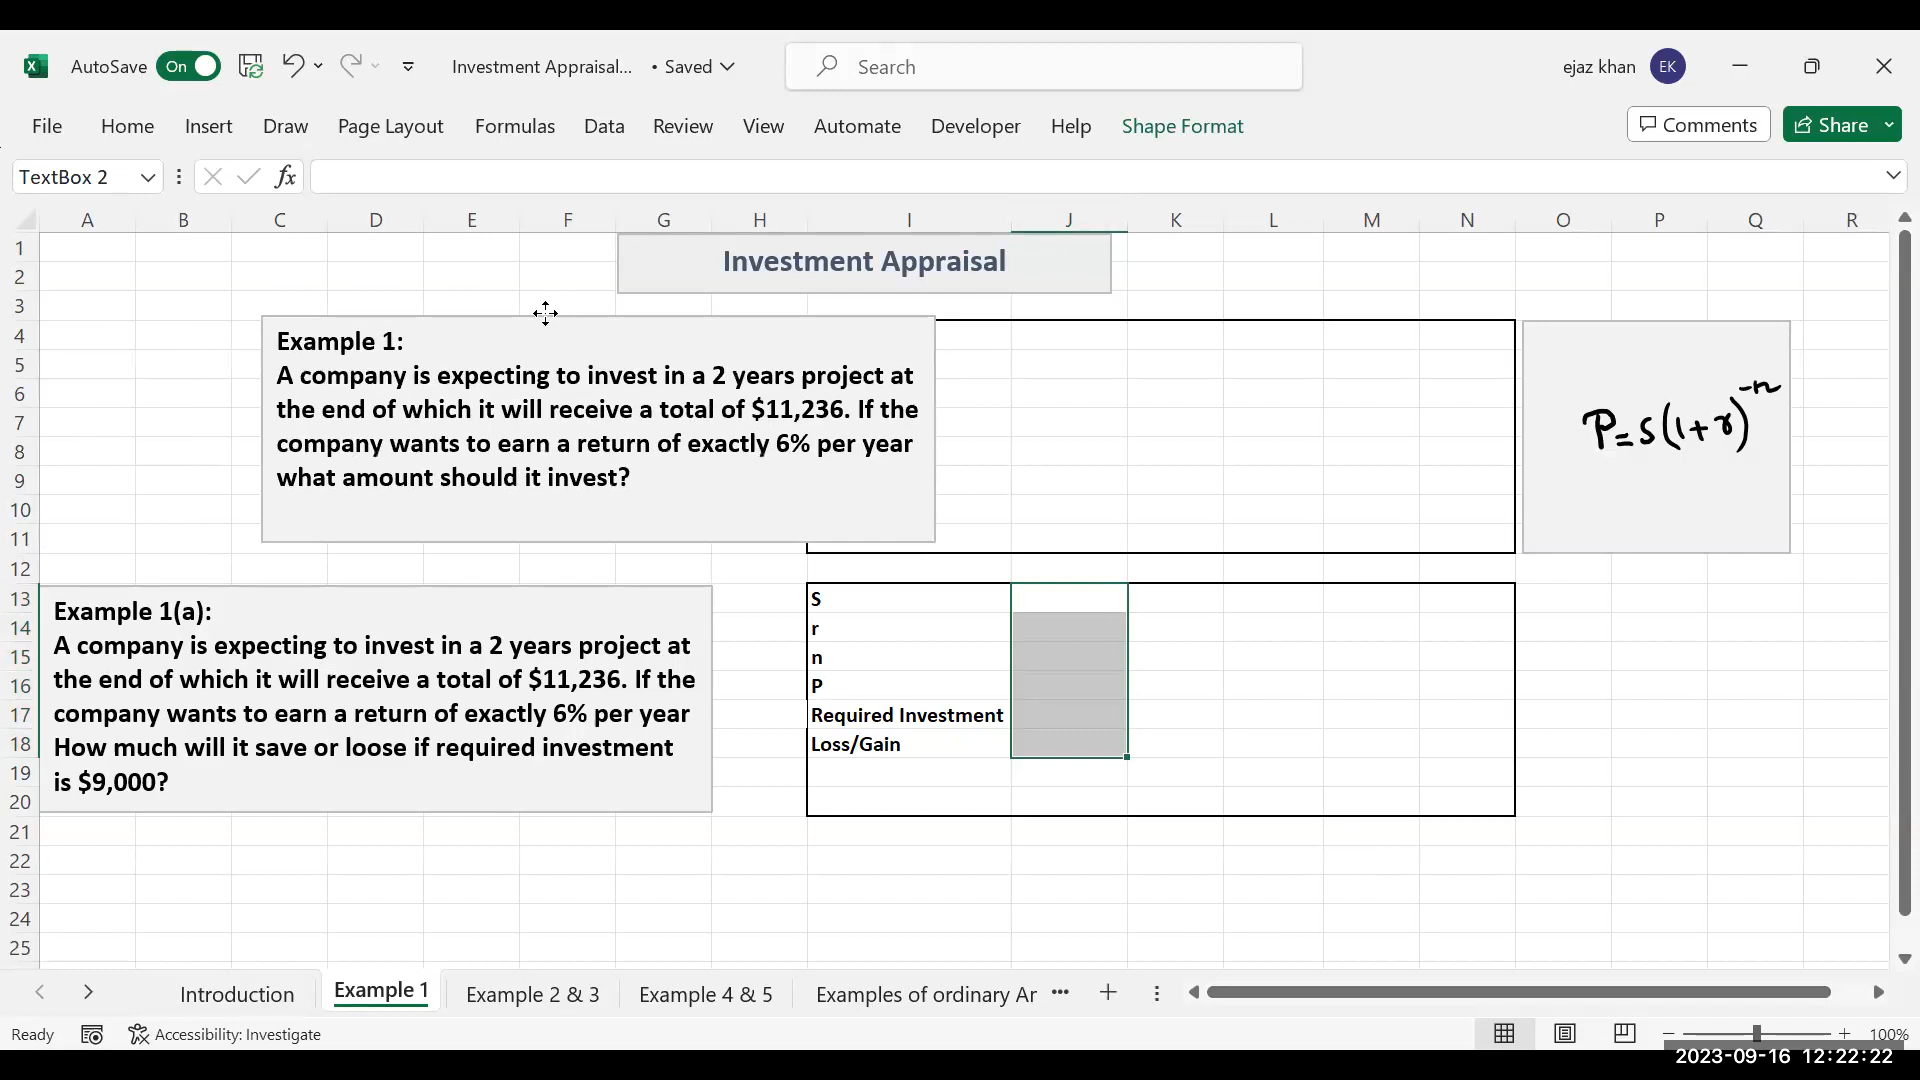 AutoSave On Investment Appraisal... • Saved Search ejaz khan EK
File Home Insert Draw Page Layout Formulas Data Review View Automate Developer Help Shape Format Comments Share
TextBox 2 fx
A B C D E F G H I J K L M N O P Q R
1
2
3
4
5
6
7
8
9
10
11
12
13
14
15
16
17
18
19
20
21
22
23
24
25
Investment Appraisal
Example 1:
A company is expecting to invest in a 2 years project at
the end of which it will receive a total of $11,236. If the
company wants to earn a return of exactly 6% per year
what amount should it invest?
P=S(1+r)^-n
Example 1(a):
A company is expecting to invest in a 2 years project at
the end of which it will receive a total of $11,236. If the
company wants to earn a return of exactly 6% per year
How much will it save or loose if required investment
is $9,000?
S
r
n
P
Required Investment
Loss/Gain
Introduction Example 1 Example 2 & 3 Example 4 & 5 Examples of ordinary Ar ...
Ready Accessibility: Investigate 100%
2023-09-16 12:22:22